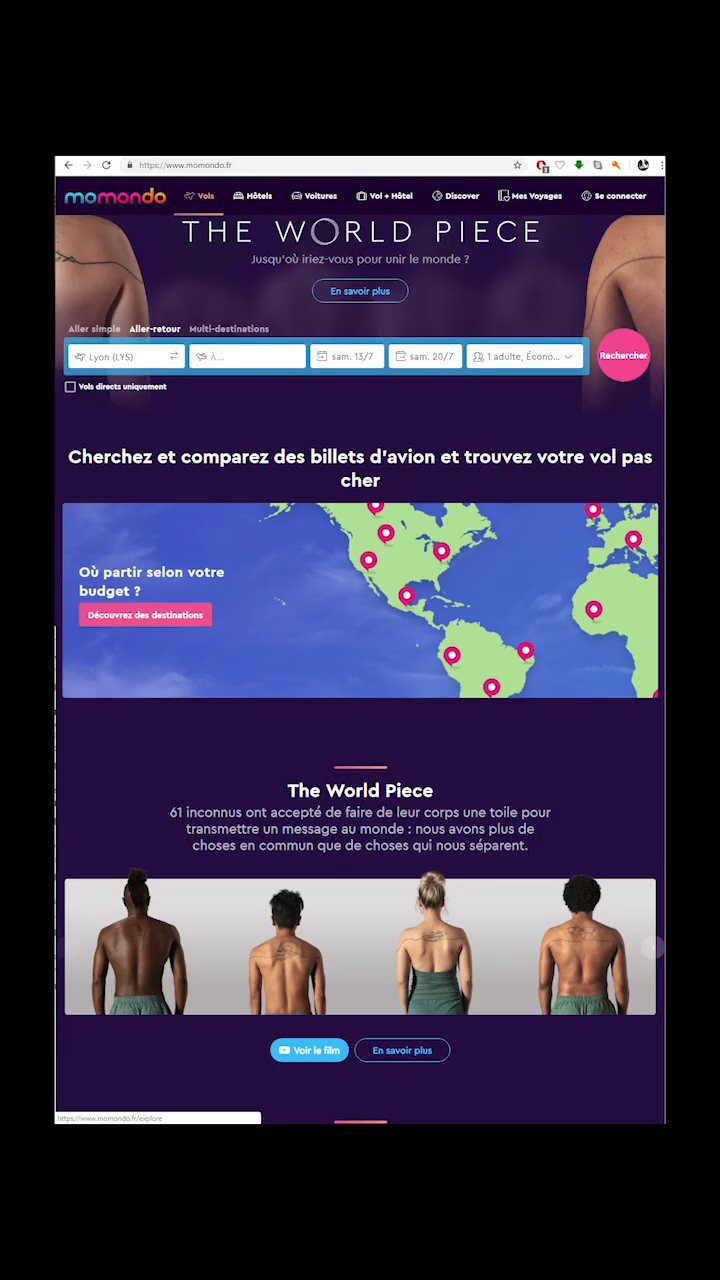 https://www.momondo.fr
3
momondo
Vols
Hôtels
Voitures
Vol + Hôtel
Discover
Mes Voyages
Se connecter
THE WORLD PIECE
Jusqu'où iriez-vous pour unir le monde ?
En savoir plus
Aller simple
Aller-retour
Multi-destinations
Lyon (LYS)
À...
sam. 13/7
sam. 20/7
1 adulte, Écono...
Rechercher
Vols directs uniquement
Cherchez et comparez des billets d'avion et trouvez votre vol pas
cher
Où partir selon votre
budget ?
Découvrez des destinations
The World Piece
61 inconnus ont accepté de faire de leur corps une toile pour
transmettre un message au monde : nous avons plus de
choses en commun que de choses qui nous séparent.
Voir le film
En savoir plus
https://www.momondo.fr/explore